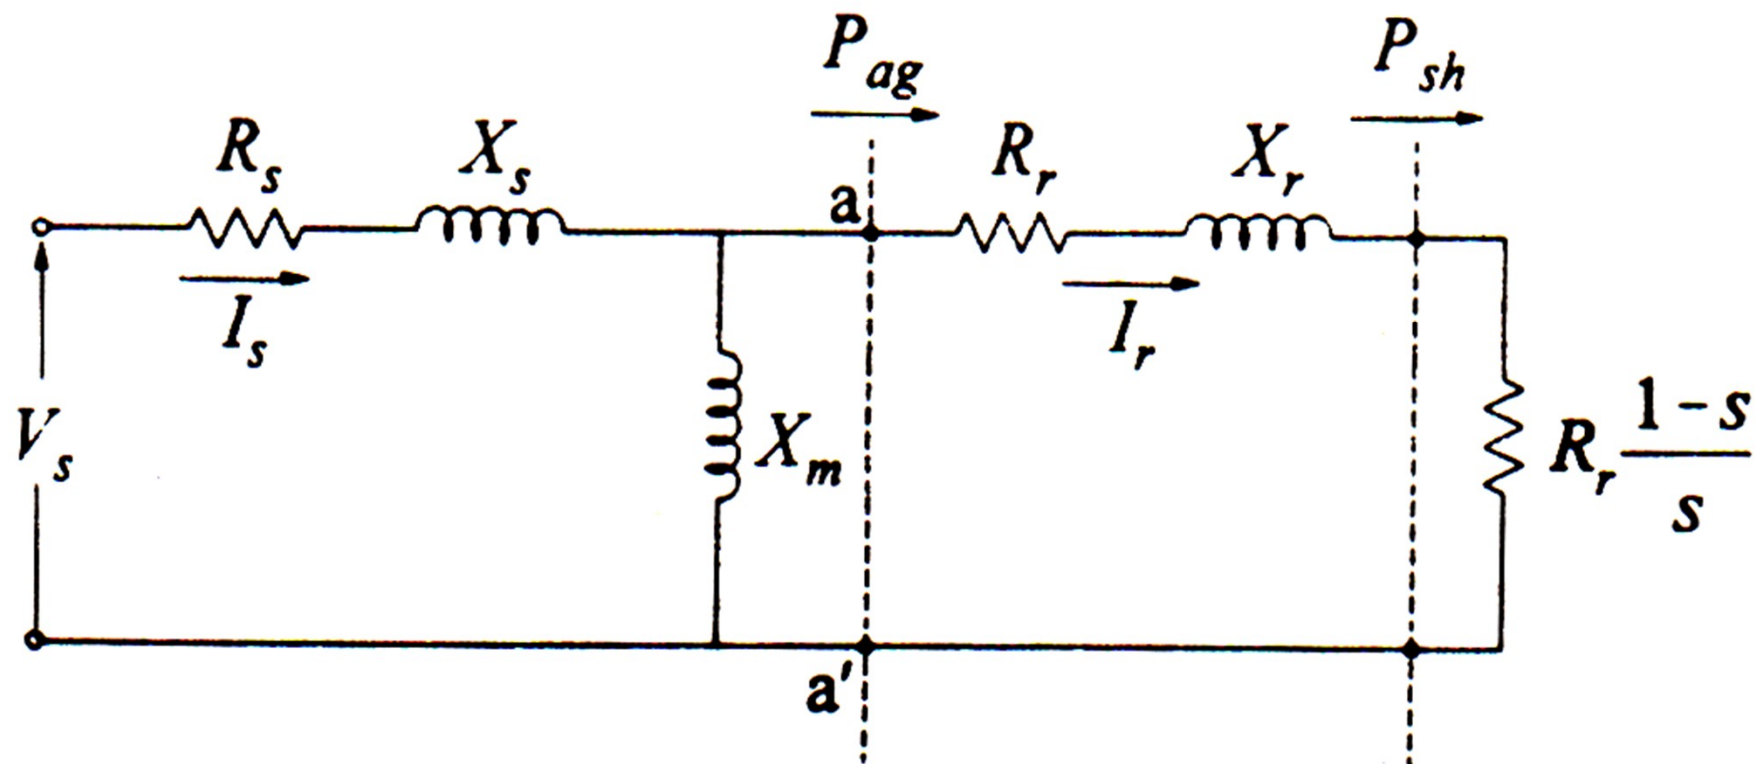 P_ag
P_sh
R_s
X_s
a
R_r
X_r
I_s
I_r
V_s
X_m
R_r (1-s)/s
a'